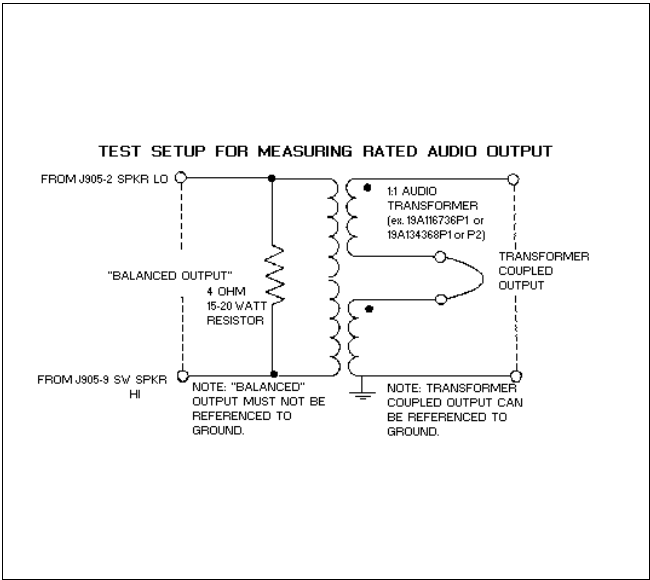 TEST SETUP FOR MEASURING RATED AUDIO OUTPUT
FROM J905-2 SPKR LO
1:1 AUDIO
TRANSFORMER
(ex. 19A116736P1 or
19A134368P1 or P2)
TRANSFORMER
COUPLED
OUTPUT
"BALANCED OUTPUT"
4 OHM
15-20 WATT
RESISTOR
FROM J905-9 SW SPKR
HI
NOTE: "BALANCED"
OUTPUT MUST NOT BE
REFERENCED TO
GROUND.
NOTE: TRANSFORMER
COUPLED OUTPUT CAN
BE REFERENCED TO
GROUND.